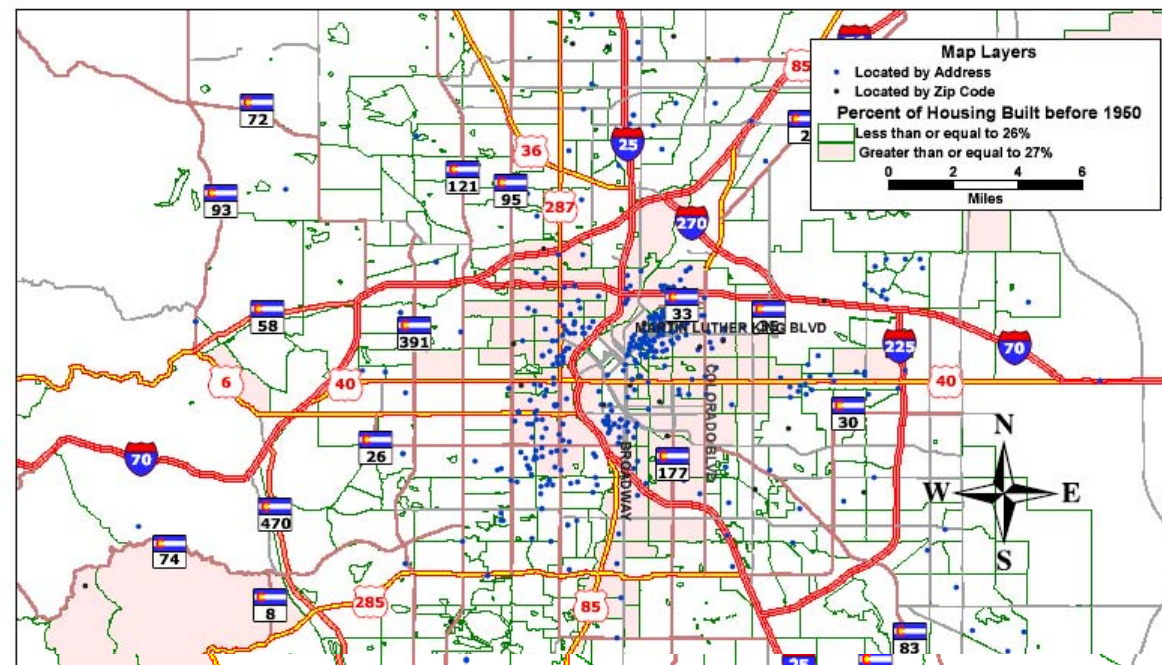 Map Layers
Located by Address
Located by Zip Code
Percent of Housing Built before 1950
Less than or equal to 26%
Greater than or equal to 27%
0 2 4 6
Miles
85
72
36
25
121
95
93
287
270
58
33
MARTIN LUTHER KING BLVD
391
225
70
6
40
40
COLORADO BLVD
30
26
BROADWAY
177
70
N
W E
S
470
74
8
285
85
83
25